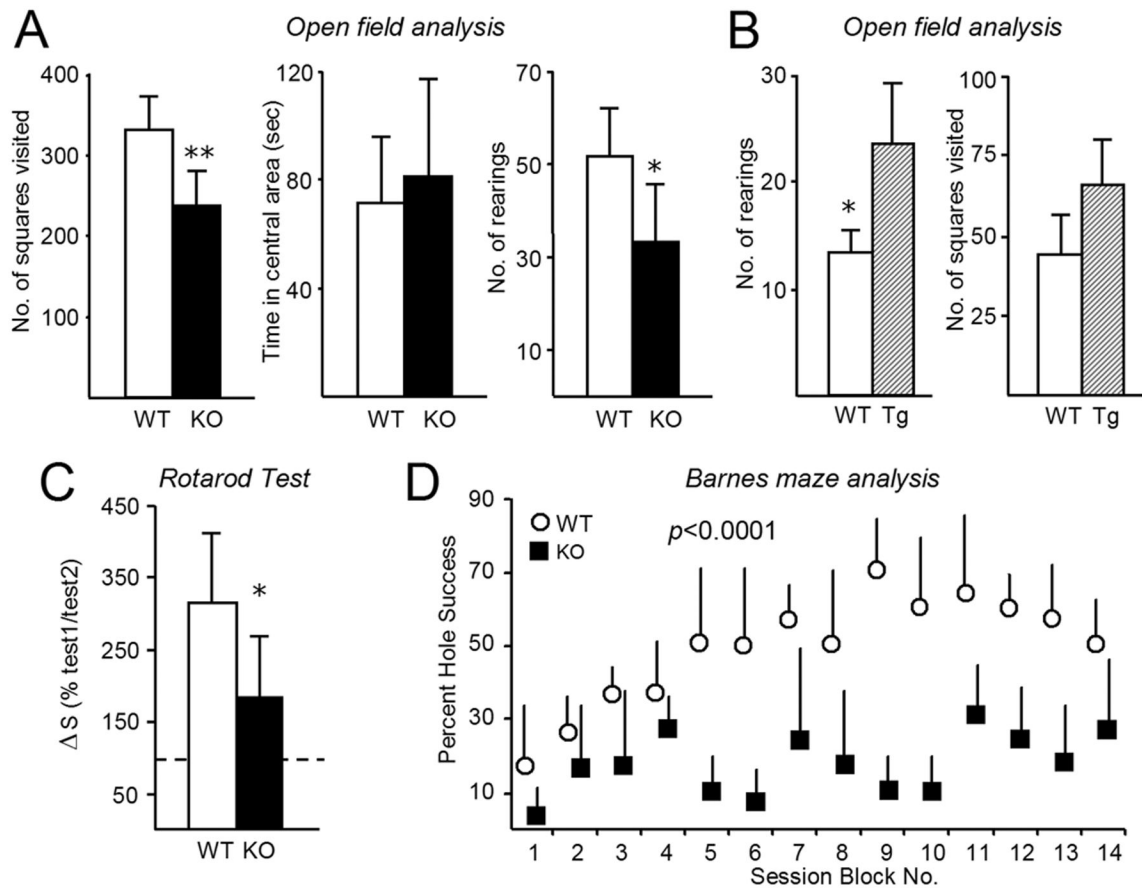 A
Open field analysis
No. of squares visited
400
300
200
100
**
WT KO
Time in central area (sec)
120
80
40
WT KO
No. of rearings
70
50
30
10
*
WT KO
B
Open field analysis
No. of rearings
30
20
10
*
WT Tg
No. of squares visited
100
75
50
25
WT Tg
C
Rotarod Test
Δ S (% test1/test2)
450
350
250
150
50
*
WT KO
D
Barnes maze analysis
Percent Hole Success
90
70
50
30
10
WT
KO
p<0.0001
1 2 3 4 5 6 7 8 9 10 11 12 13 14
Session Block No.